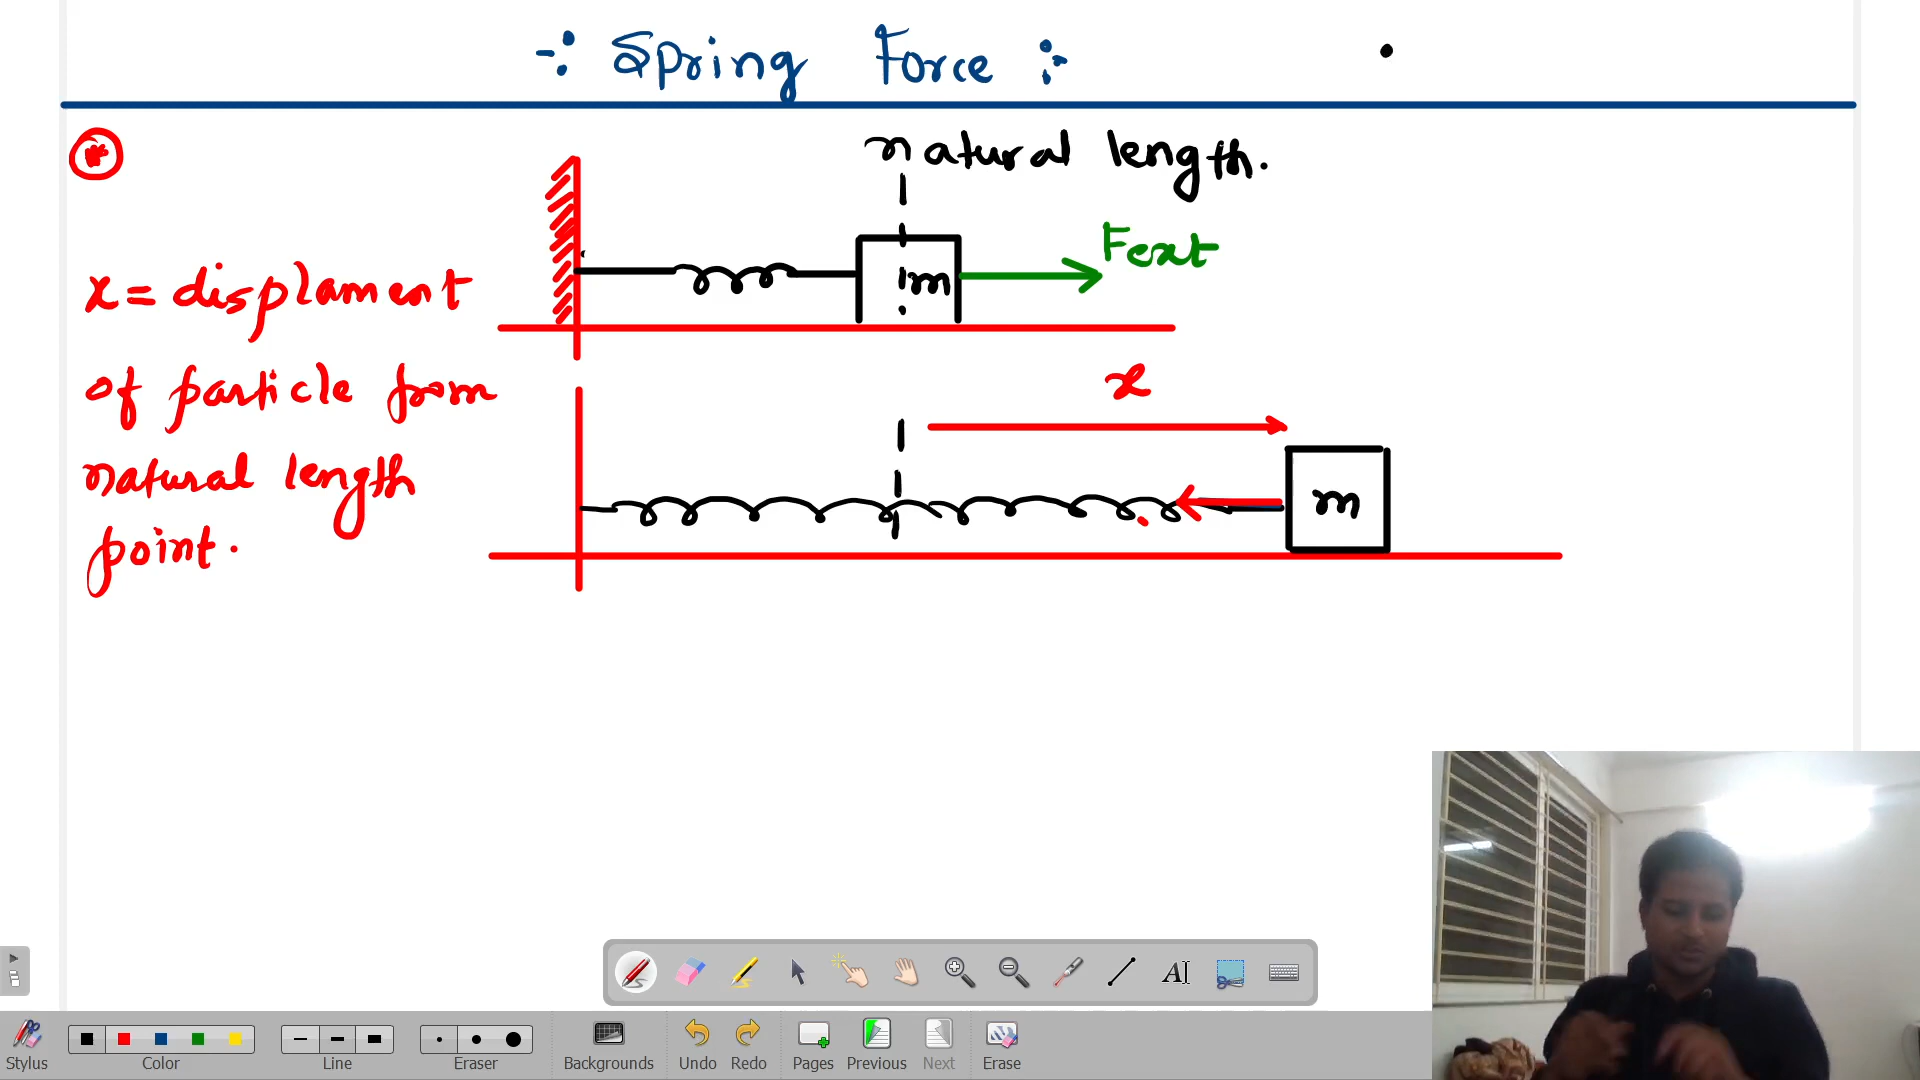 -: Spring Force :-
natural length.
m
Fext
x = displament
of particle from
natural length
point.
x
m
Stylus
Color
Line
Eraser
Backgrounds
Undo
Redo
Pages
Previous
Next
Erase